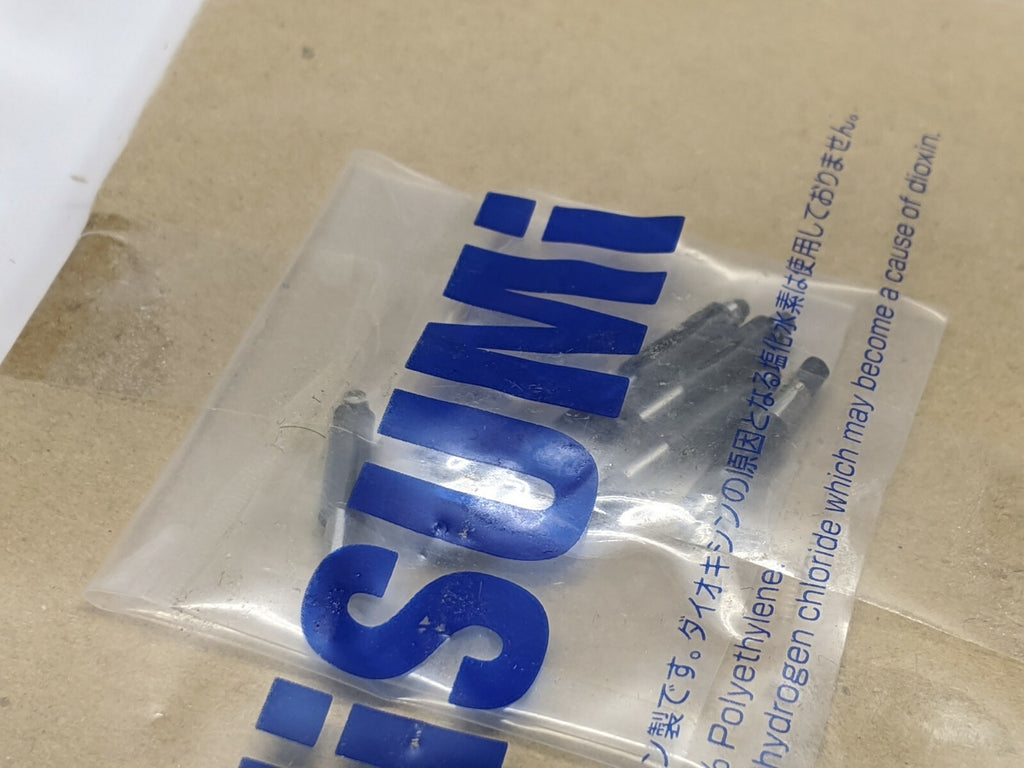 iSUMi
ン製です。ダイオキシンの原因となる塩化水素は使用しておりません。
% Polyethylene
hydrogen chloride which may become a cause of dioxin.